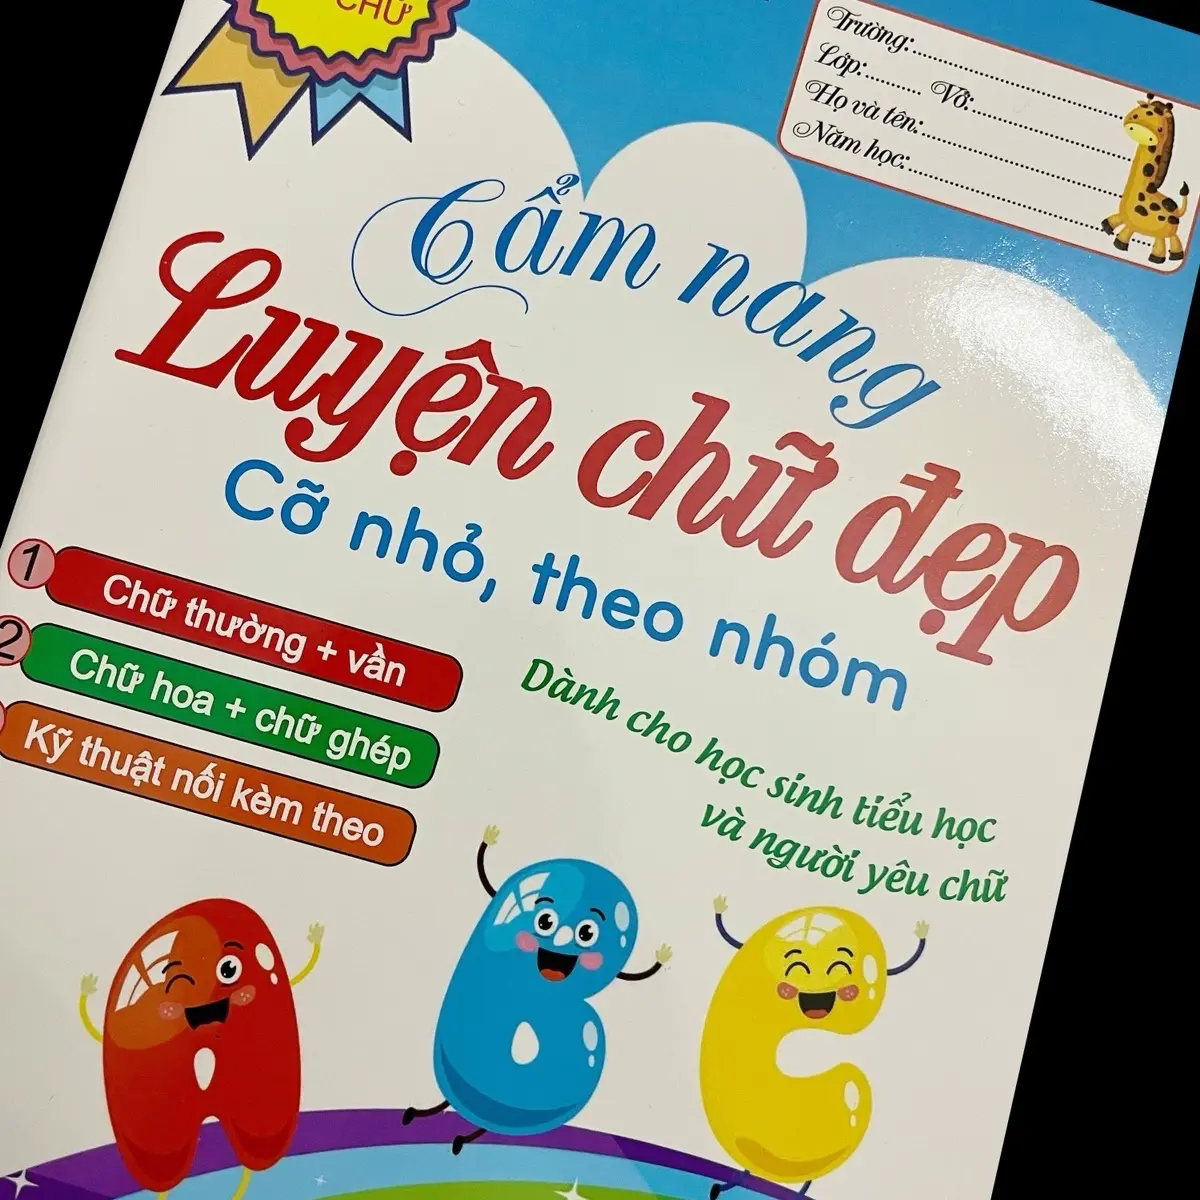 CHỮ
Trường:
Lớp: Vở:
Họ và tên:
Năm học:
Cẩm nang
Luyện chữ đẹp
Cỡ nhỏ, theo nhóm
1 Chữ thường + vần
2 Chữ hoa + chữ ghép
Kỹ thuật nối kèm theo
Dành cho học sinh tiểu học
và người yêu chữ
A B C